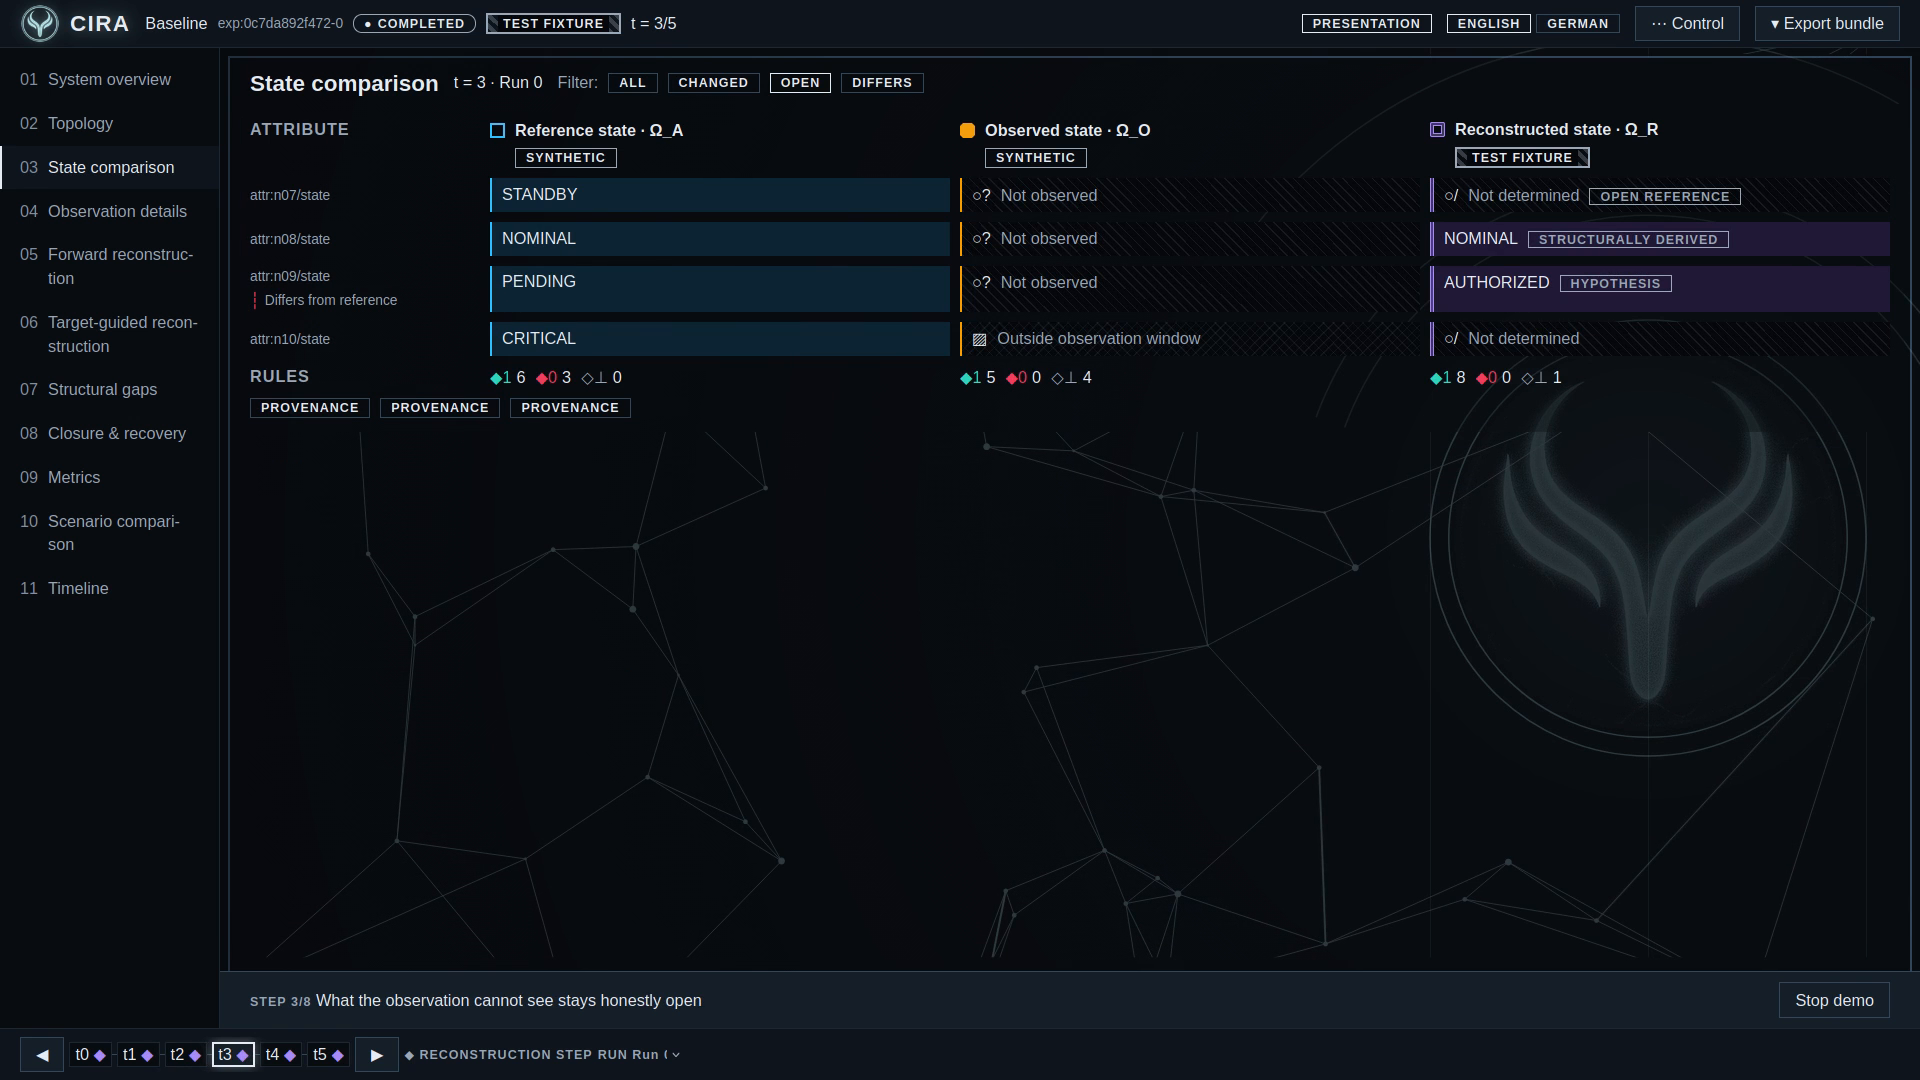 CIRA Baseline exp:0c7da892f472-0 ● COMPLETED TEST FIXTURE t = 3/5 PRESENTATION ENGLISH GERMAN ··· Control ▾ Export bundle
01 System overview
02 Topology
03 State comparison
04 Observation details
05 Forward reconstruc-
tion
06 Target-guided recon-
struction
07 Structural gaps
08 Closure & recovery
09 Metrics
10 Scenario compari-
son
11 Timeline
State comparison t = 3 · Run 0 Filter: ALL CHANGED OPEN DIFFERS
ATTRIBUTE Reference state · Ω_A Observed state · Ω_O Reconstructed state · Ω_R
SYNTHETIC SYNTHETIC TEST FIXTURE
attr:n07/state STANDBY ○? Not observed ○/ Not determined OPEN REFERENCE
attr:n08/state NOMINAL ○? Not observed NOMINAL STRUCTURALLY DERIVED
attr:n09/state PENDING ○? Not observed AUTHORIZED HYPOTHESIS
Differs from reference
attr:n10/state CRITICAL ▨ Outside observation window ○/ Not determined
RULES ◆1 6 ◆0 3 ◇⊥ 0 ◆1 5 ◆0 0 ◇⊥ 4 ◆1 8 ◆0 0 ◇⊥ 1
PROVENANCE PROVENANCE PROVENANCE
STEP 3/8 What the observation cannot see stays honestly open Stop demo
◀ t0 ◆ t1 ◆ t2 ◆ t3 ◆ t4 ◆ t5 ◆ ▶ ◆ RECONSTRUCTION STEP RUN Run